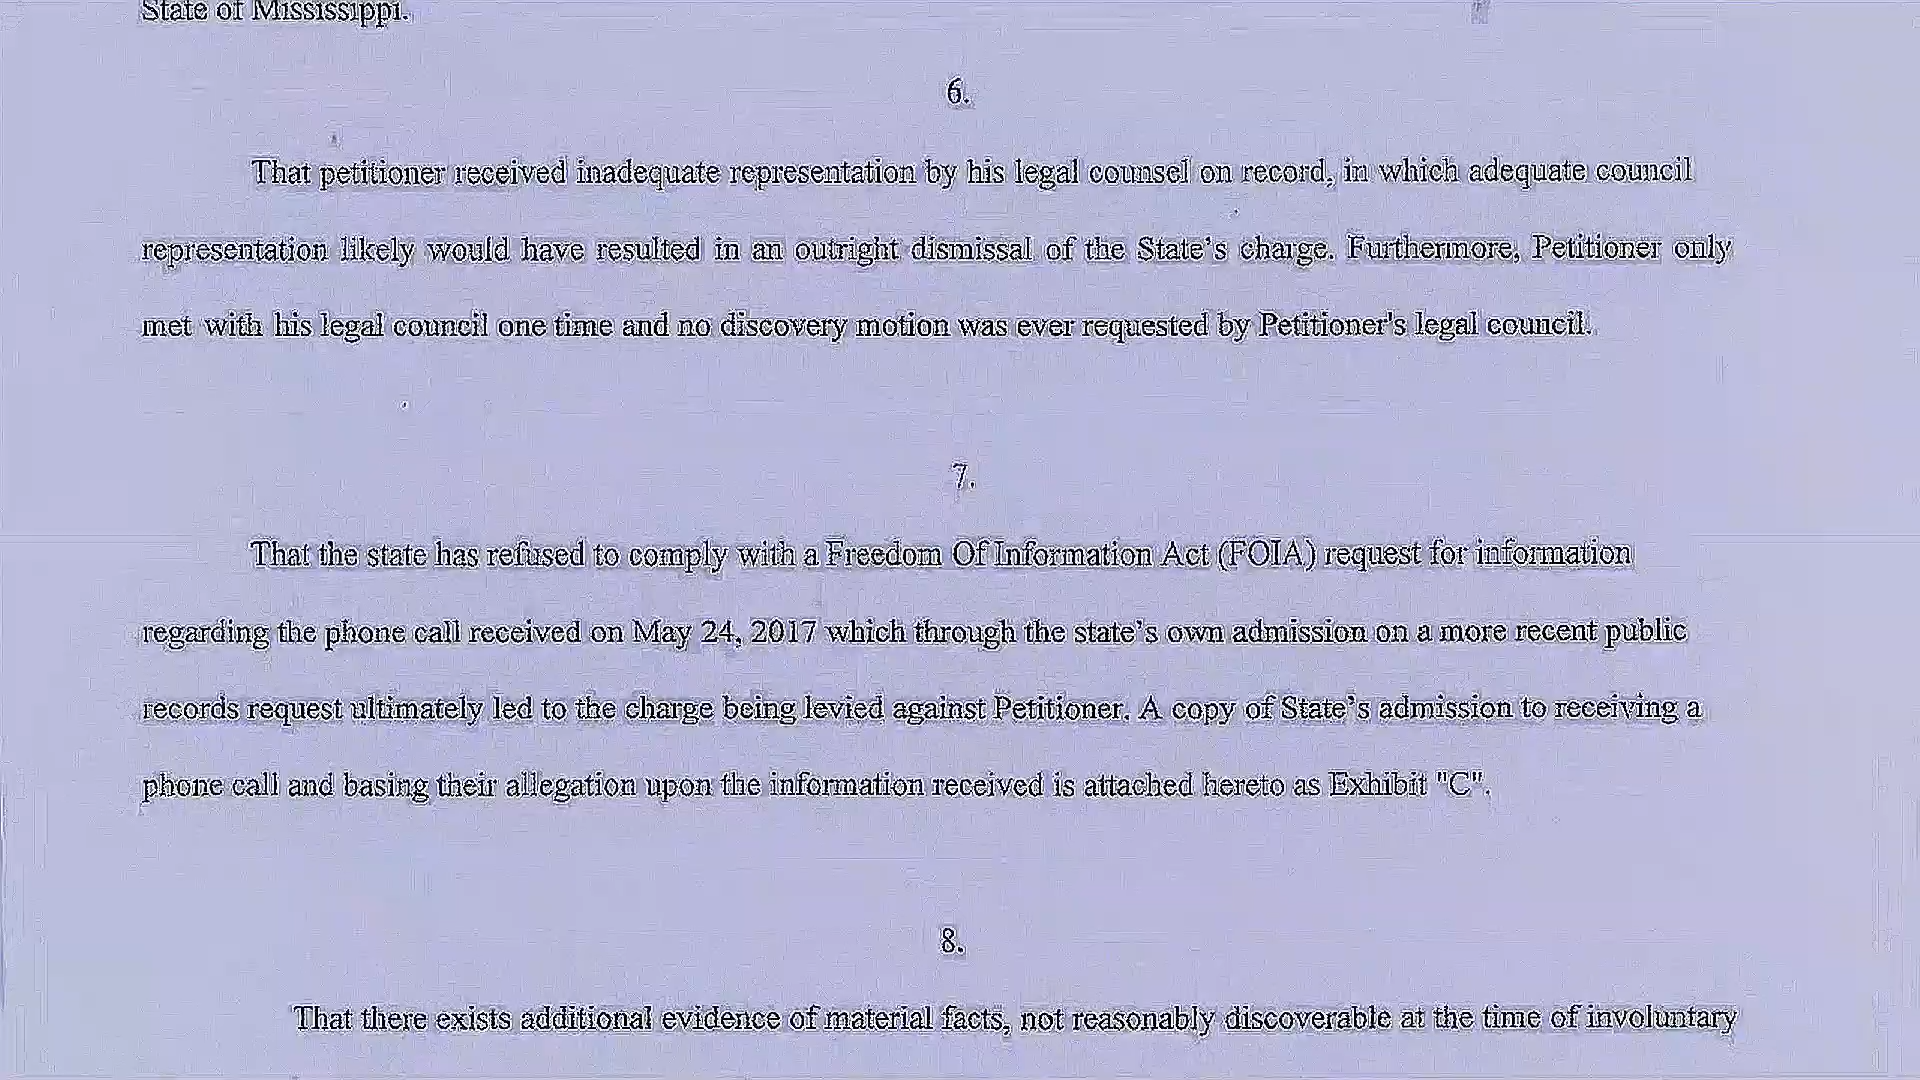 State of Mississippi.
6.
That petitioner received inadequate representation by his legal counsel on record, in which adequate council
representation likely would have resulted in an outright dismissal of the State's charge. Furthermore, Petitioner only
met with his legal council one time and no discovery motion was ever requested by Petitioner's legal council.
7.
That the state has refused to comply with a Freedom Of Information Act (FOIA) request for information
regarding the phone call received on May 24, 2017 which through the state's own admission on a more recent public
records request ultimately led to the charge being levied against Petitioner. A copy of State's admission to receiving a
phone call and basing their allegation upon the information received is attached hereto as Exhibit "C".
8.
That there exists additional evidence of material facts, not reasonably discoverable at the time of involuntary